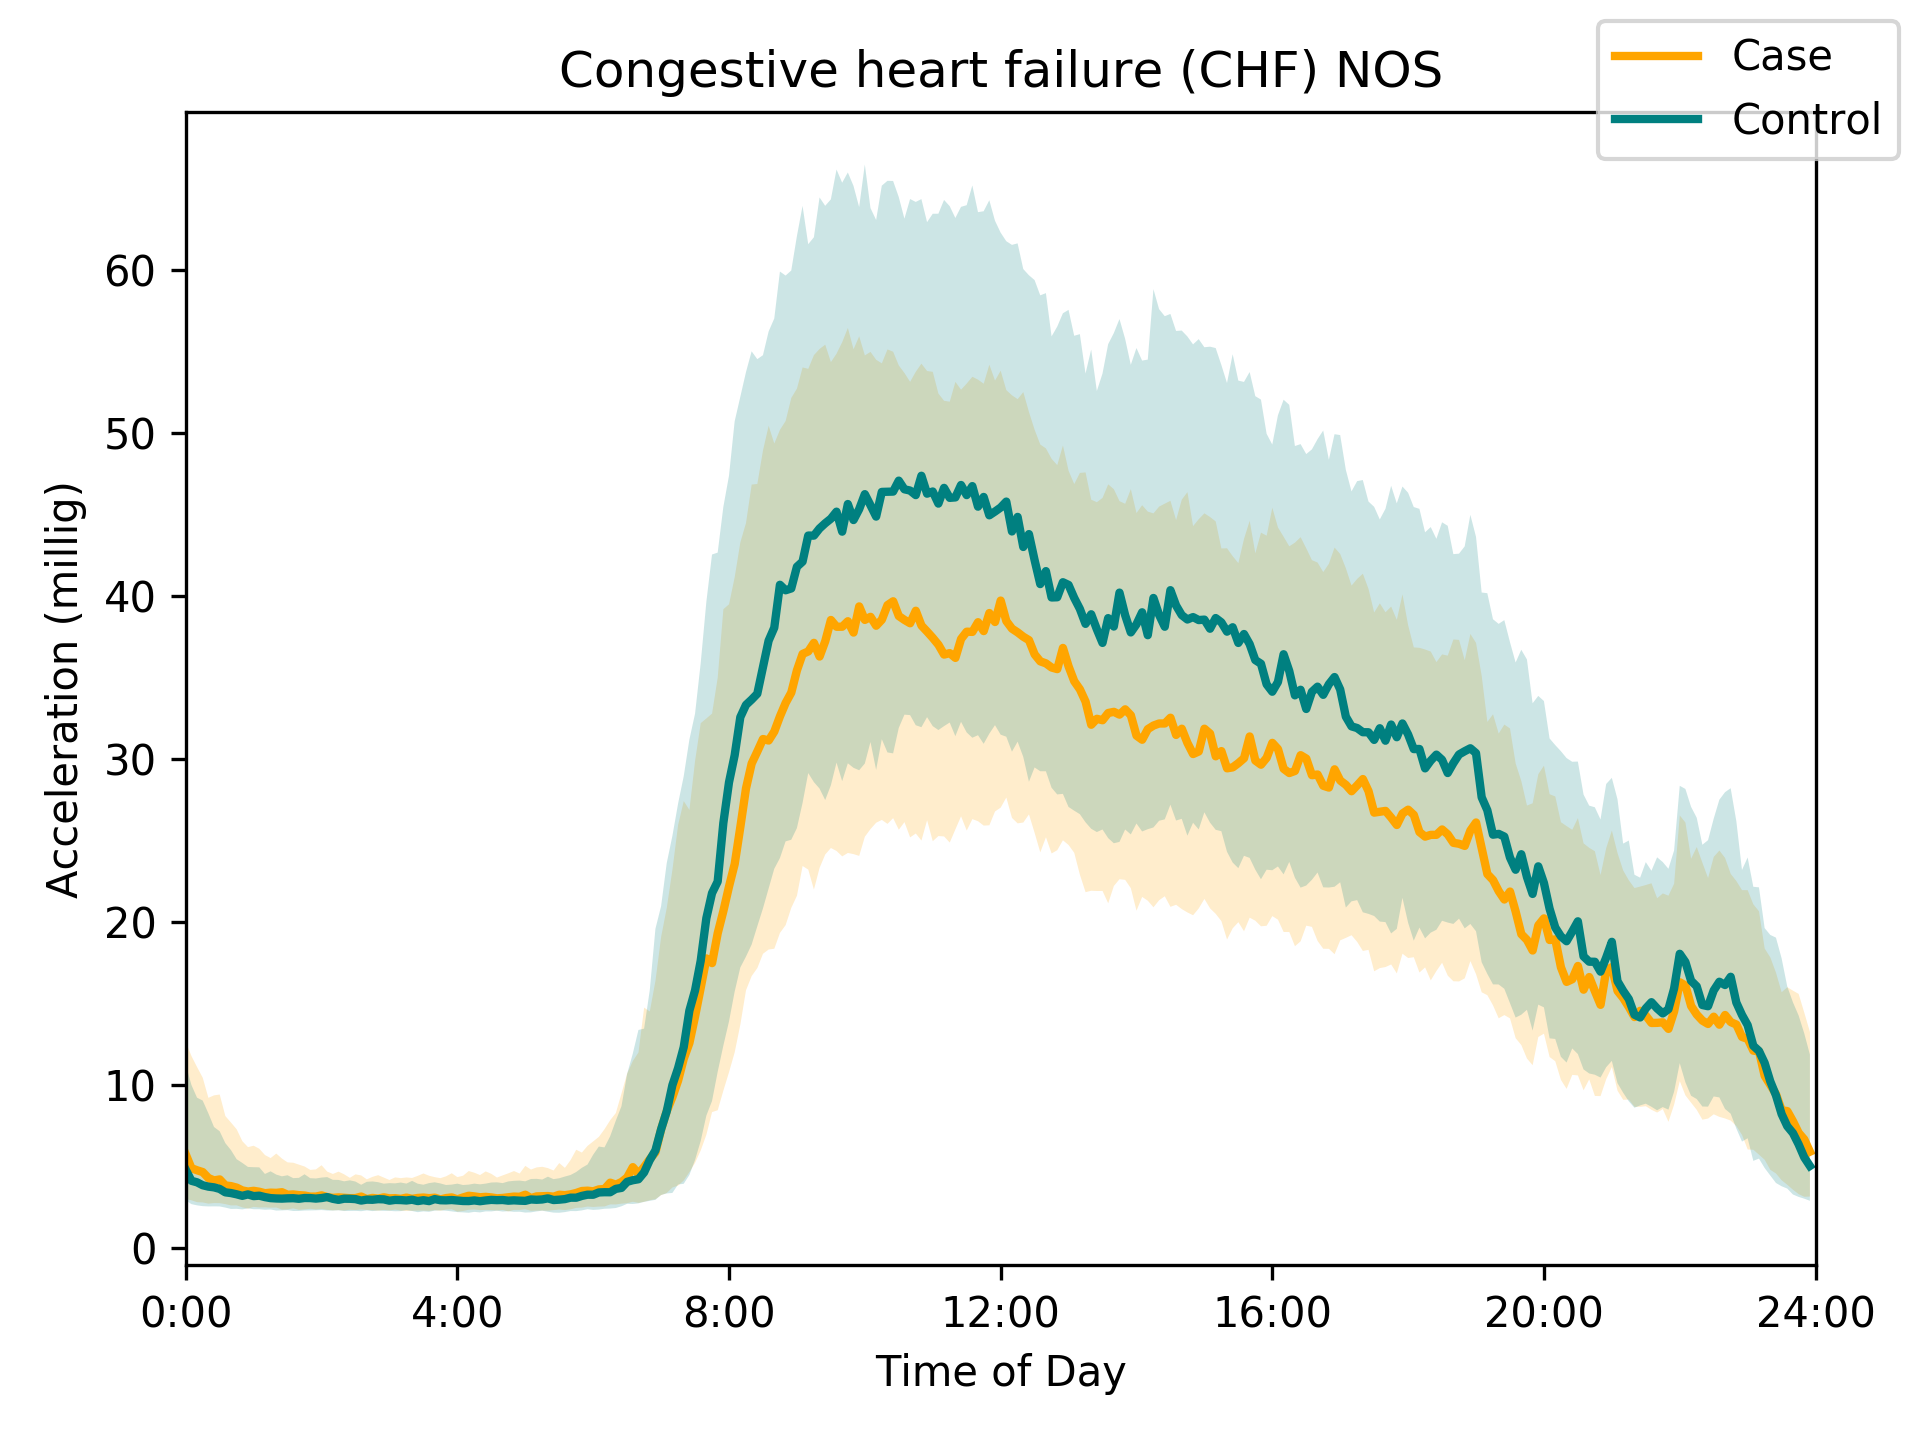 Congestive heart failure (CHF) NOS
Case
Control
60
50
40
30
20
10
0
Acceleration (millig)
0:00 4:00 8:00 12:00 16:00 20:00 24:00
Time of Day